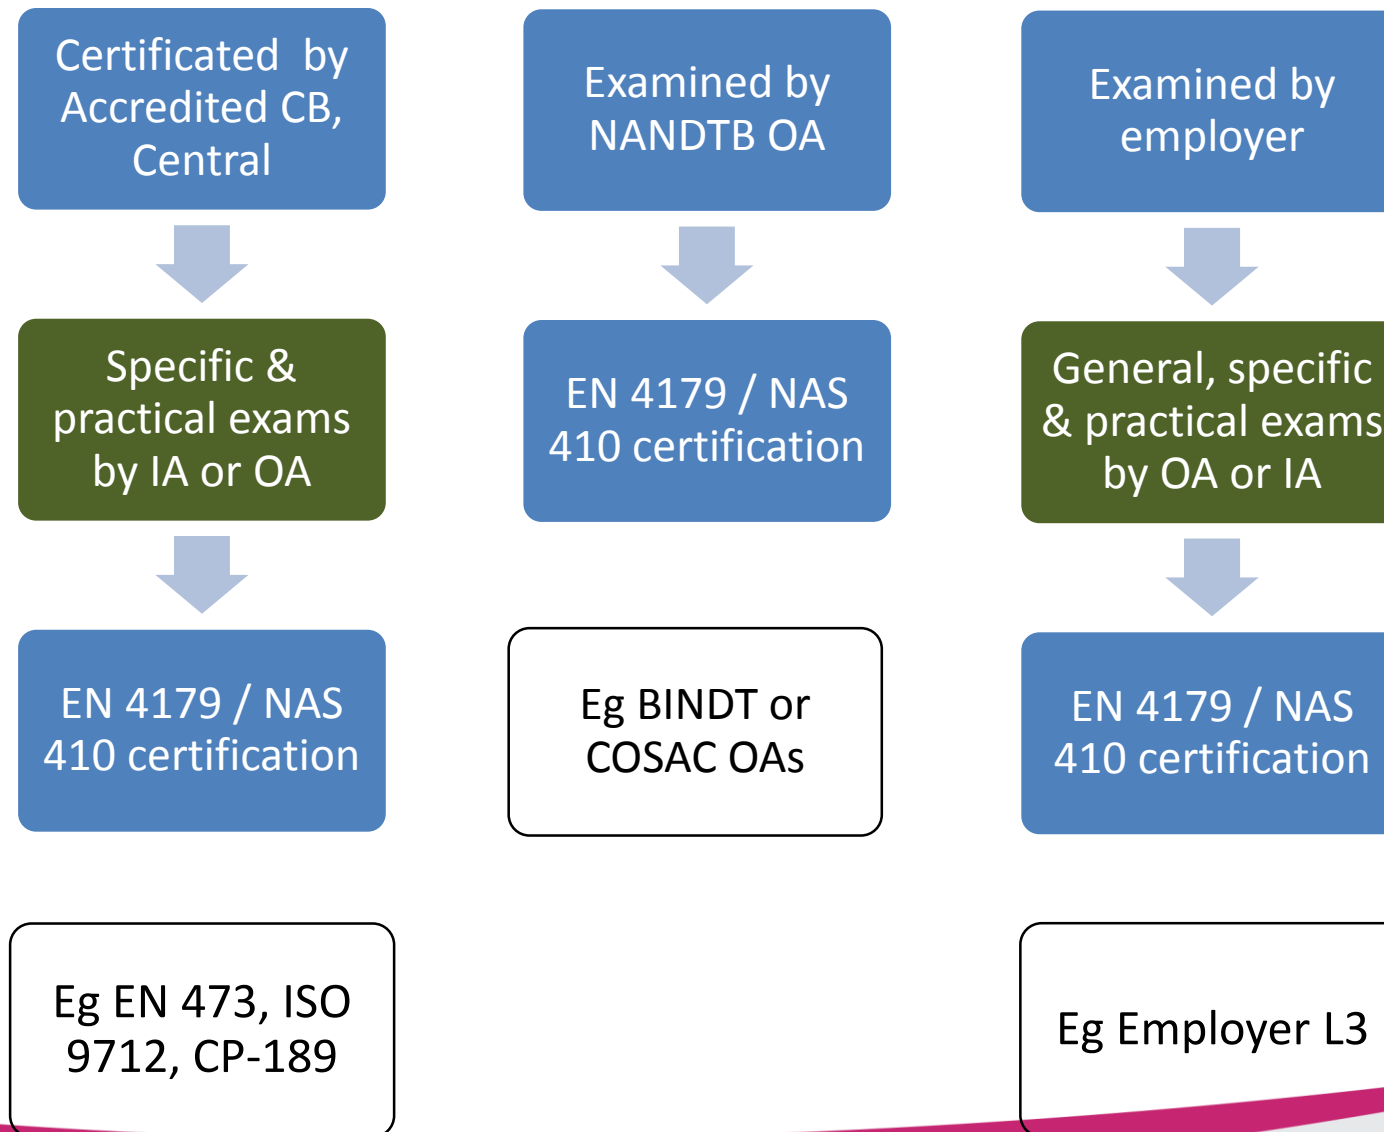 Certificated by
Accredited CB,
Central
Specific &
practical exams
by IA or OA
EN 4179 / NAS
410 certification
Eg EN 473, ISO
9712, CP-189
Examined by
NANDTB OA
EN 4179 / NAS
410 certification
Eg BINDT or
COSAC OAs
Examined by
employer
General, specific
& practical exams
by OA or IA
EN 4179 / NAS
410 certification
Eg Employer L3